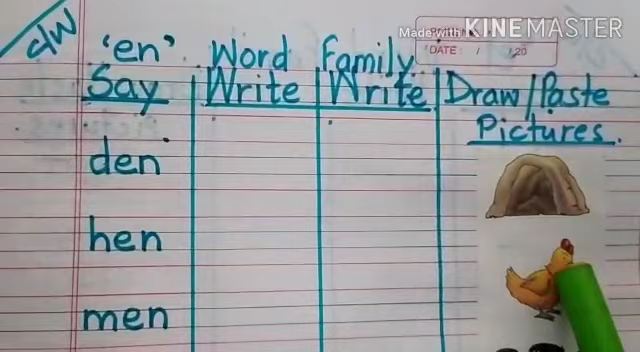 C/W
Made with KINEMASTER
DATE: / /20
'en' Word Family
Say Write Write Draw/Paste Pictures.
den
hen
men